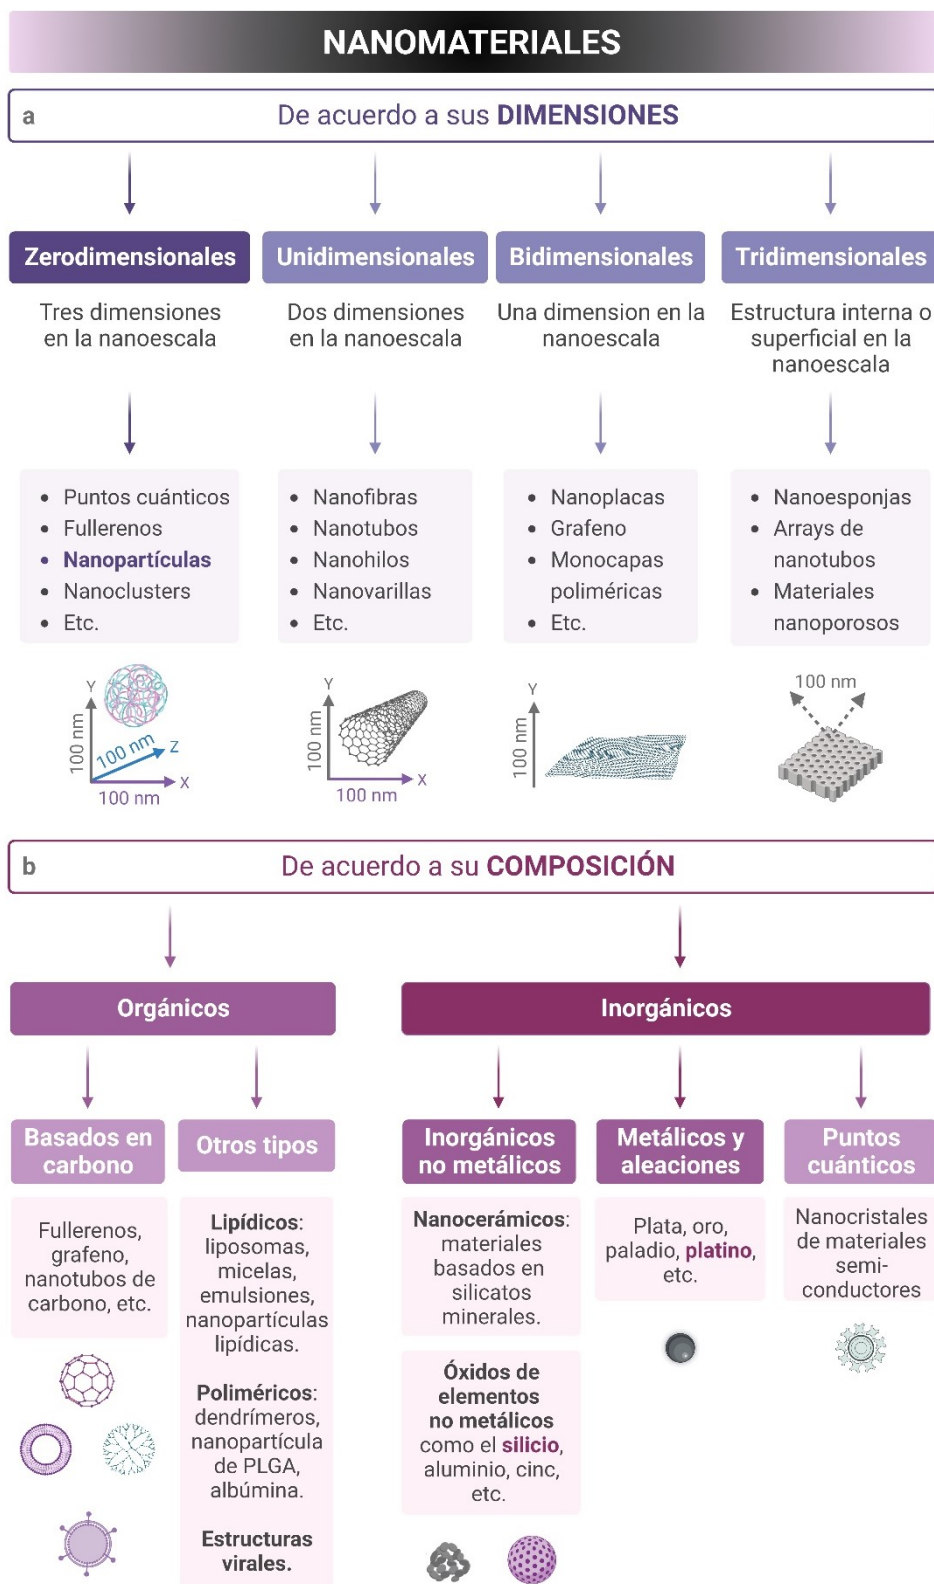 NANOMATERIALES
a
De acuerdo a sus DIMENSIONES
Zerodimensionales
Tres dimensiones
en la nanoescala
• Puntos cuánticos
• Fullerenos
• Nanopartículas
• Nanoclusters
• Etc.
Y
100 nm
100 nm
Z
X
100 nm
Unidimensionales
Dos dimensiones
en la nanoescala
• Nanofibras
• Nanotubos
• Nanohilos
• Nanovarillas
• Etc.
Y
100 nm
X
100 nm
Bidimensionales
Una dimension en la
nanoescala
• Nanoplacas
• Grafeno
• Monocapas
poliméricas
• Etc.
Y
100 nm
Tridimensionales
Estructura interna o
superficial en la
nanoescala
• Nanoesponjas
• Arrays de
nanotubos
• Materiales
nanoporosos
100 nm
b
De acuerdo a su COMPOSICIÓN
Orgánicos
Basados en
carbono
Fullerenos,
grafeno,
nanotubos de
carbono, etc.
Otros tipos
Lipídicos:
liposomas,
micelas,
emulsiones,
nanopartículas
lipídicas.
Poliméricos:
dendrímeros,
nanopartícula
de PLGA,
albúmina.
Estructuras
virales.
Inorgánicos
Inorgánicos
no metálicos
Nanocerámicos:
materiales
basados en
silicatos
minerales.
Óxidos de
elementos
no metálicos
como el silicio,
aluminio, cinc,
etc.
Metálicos y
aleaciones
Plata, oro,
paladio, platino,
etc.
Puntos
cuánticos
Nanocristales
de materiales
semi-
conductores